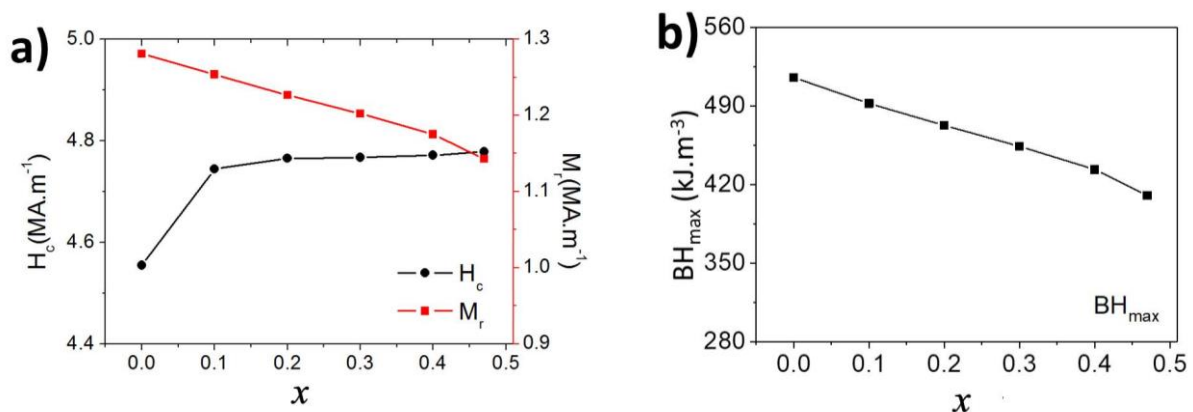 a)
5.0
4.8
4.6
4.4
H_c(MA.m^-1)
1.3
1.2
1.1
1.0
0.9
M_r(MA.m^-1)
H_c
M_r
0.0 0.1 0.2 0.3 0.4 0.5
x
b)
560
490
420
350
280
BH_max (kJ.m^-3)
BH_max
0.0 0.1 0.2 0.3 0.4 0.5
x